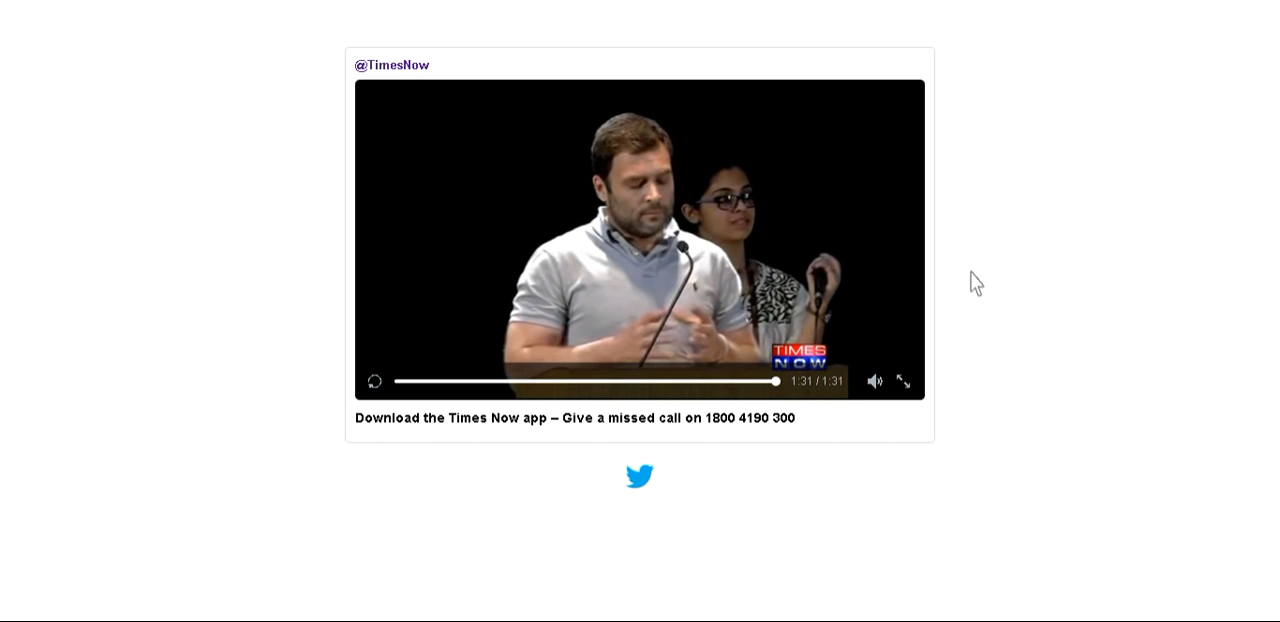 @TimesNow
TIMES
NOW
1:31 / 1:31
Download the Times Now app – Give a missed call on 1800 4190 300